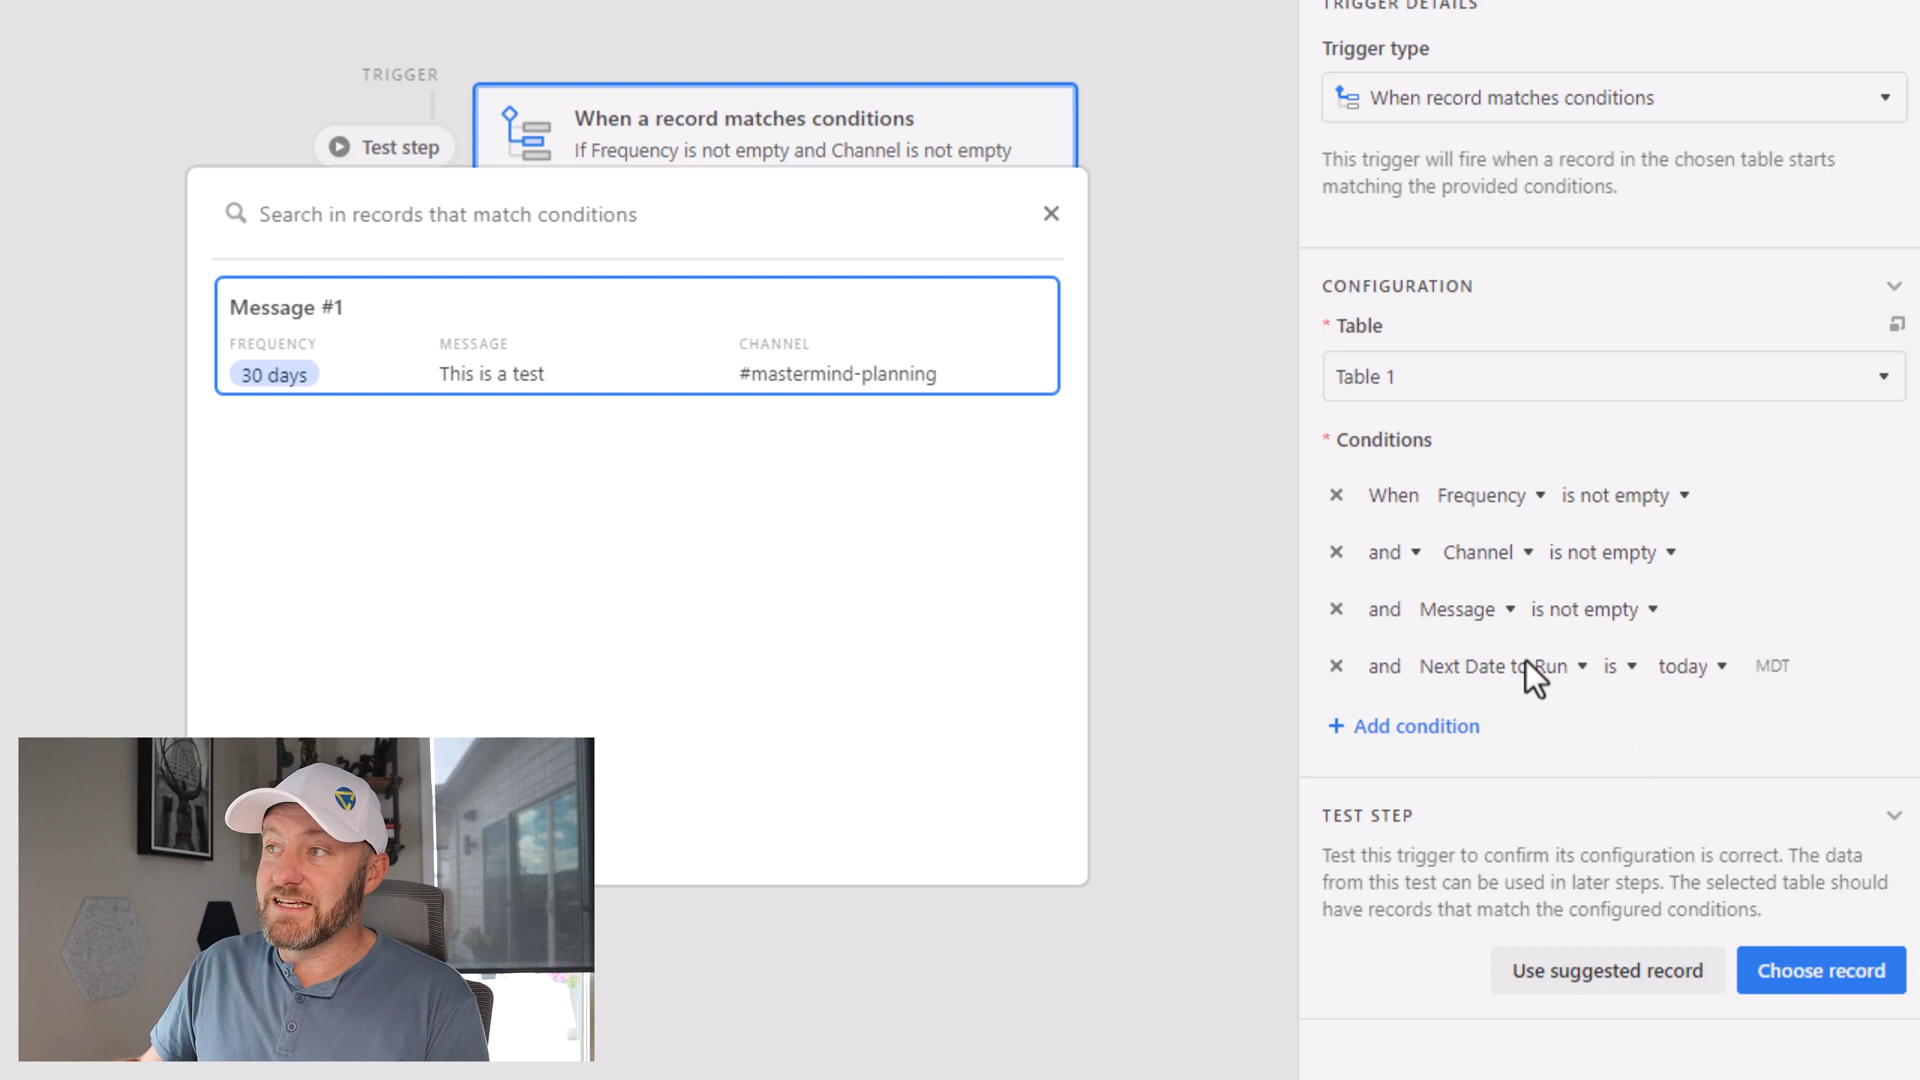 TRIGGER
Test step
When a record matches conditions
If Frequency is not empty and Channel is not empty
Search in records that match conditions
Message #1
FREQUENCY
MESSAGE
CHANNEL
30 days
This is a test
#mastermind-planning
TRIGGER DETAILS
Trigger type
When record matches conditions
This trigger will fire when a record in the chosen table starts
matching the provided conditions.
CONFIGURATION
* Table
Table 1
* Conditions
When Frequency is not empty
and Channel is not empty
and Message is not empty
and Next Date to Run is today MDT
+ Add condition
TEST STEP
Test this trigger to confirm its configuration is correct. The data
from this test can be used in later steps. The selected table should
have records that match the configured conditions.
Use suggested record
Choose record